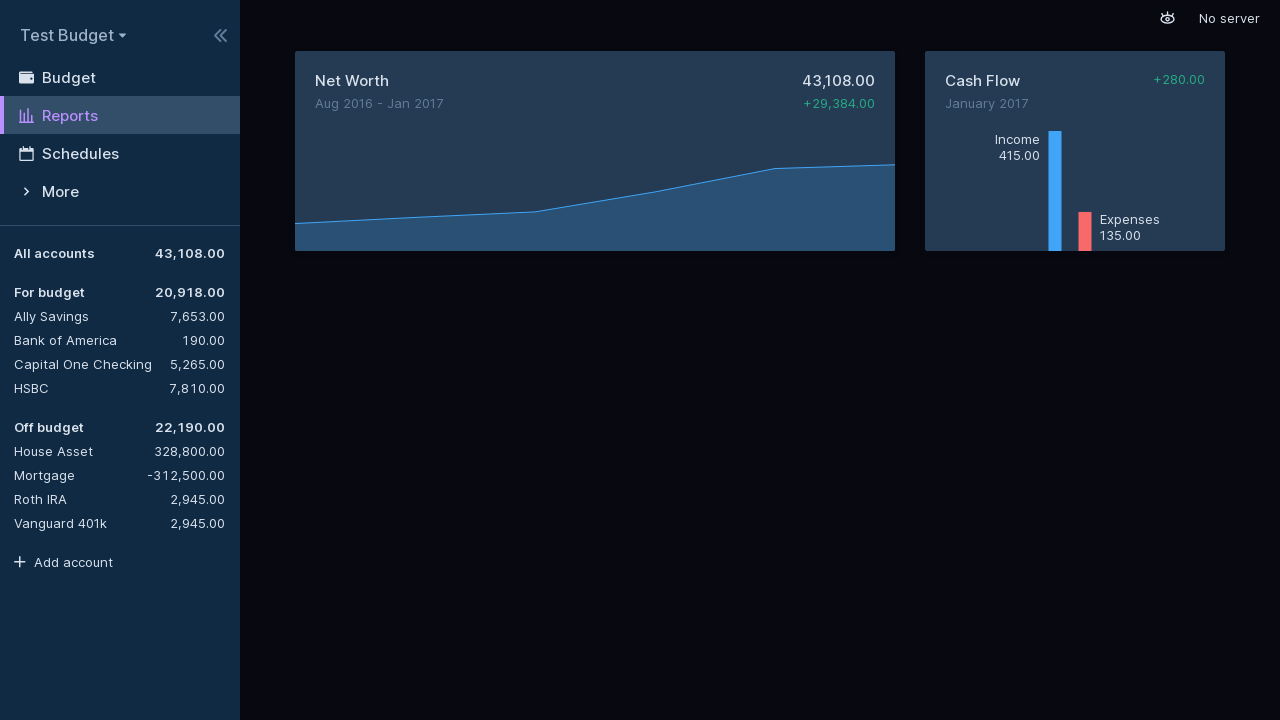 Test Budget
Budget
Reports
Schedules
More
All accounts 43,108.00
For budget 20,918.00
Ally Savings 7,653.00
Bank of America 190.00
Capital One Checking 5,265.00
HSBC 7,810.00
Off budget 22,190.00
House Asset 328,800.00
Mortgage -312,500.00
Roth IRA 2,945.00
Vanguard 401k 2,945.00
Add account
No server
Net Worth 43,108.00
Aug 2016 - Jan 2017 +29,384.00
Cash Flow +280.00
January 2017
Income
415.00
Expenses
135.00